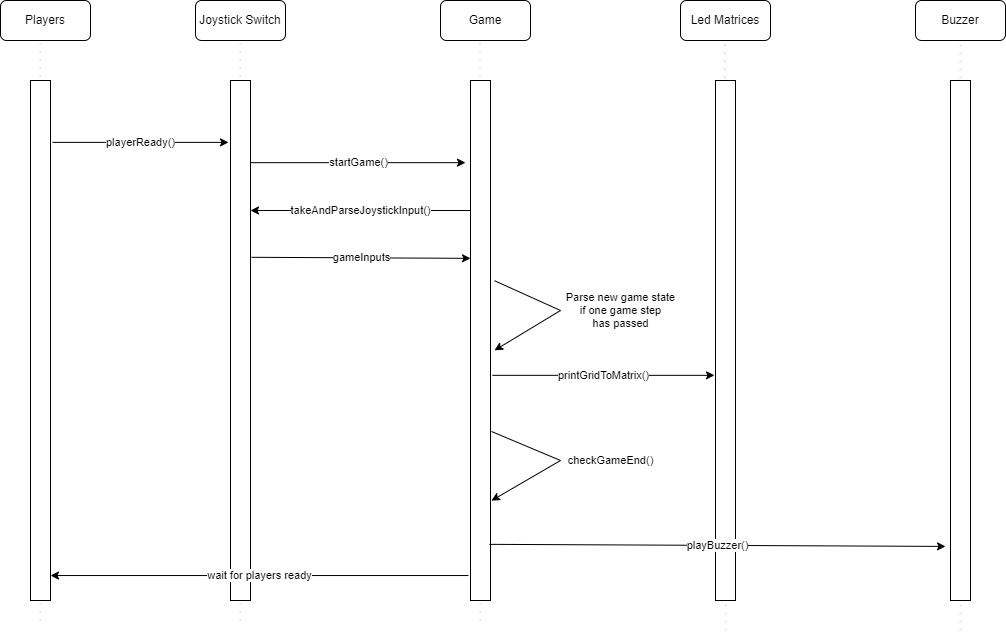 Players
Joystick Switch
Game
Led Matrices
Buzzer
playerReady()
startGame()
takeAndParseJoystickInput()
gameInputs
Parse new game state
if one game step
has passed
printGridToMatrix()
checkGameEnd()
playBuzzer()
wait for players ready